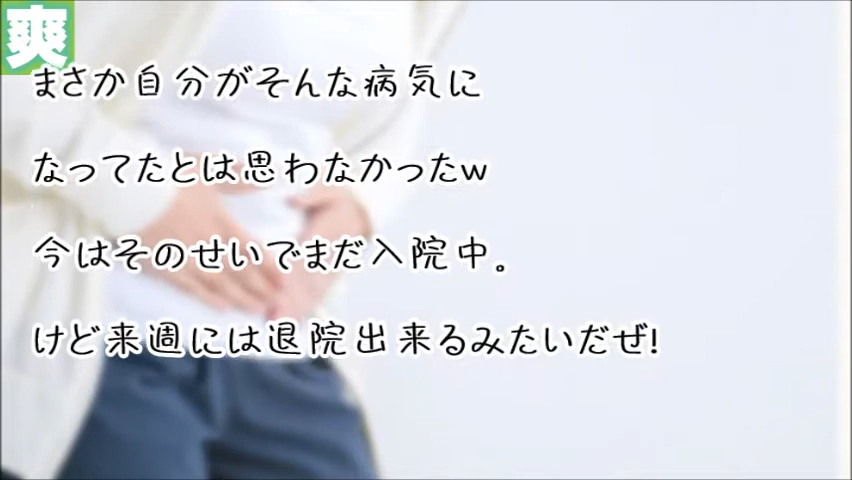 爽
まさか自分がそんな病気に
なってたとは思わなかったw
今はそのせいでまだ入院中。
けど来週には退院出来るみたいだぜ!